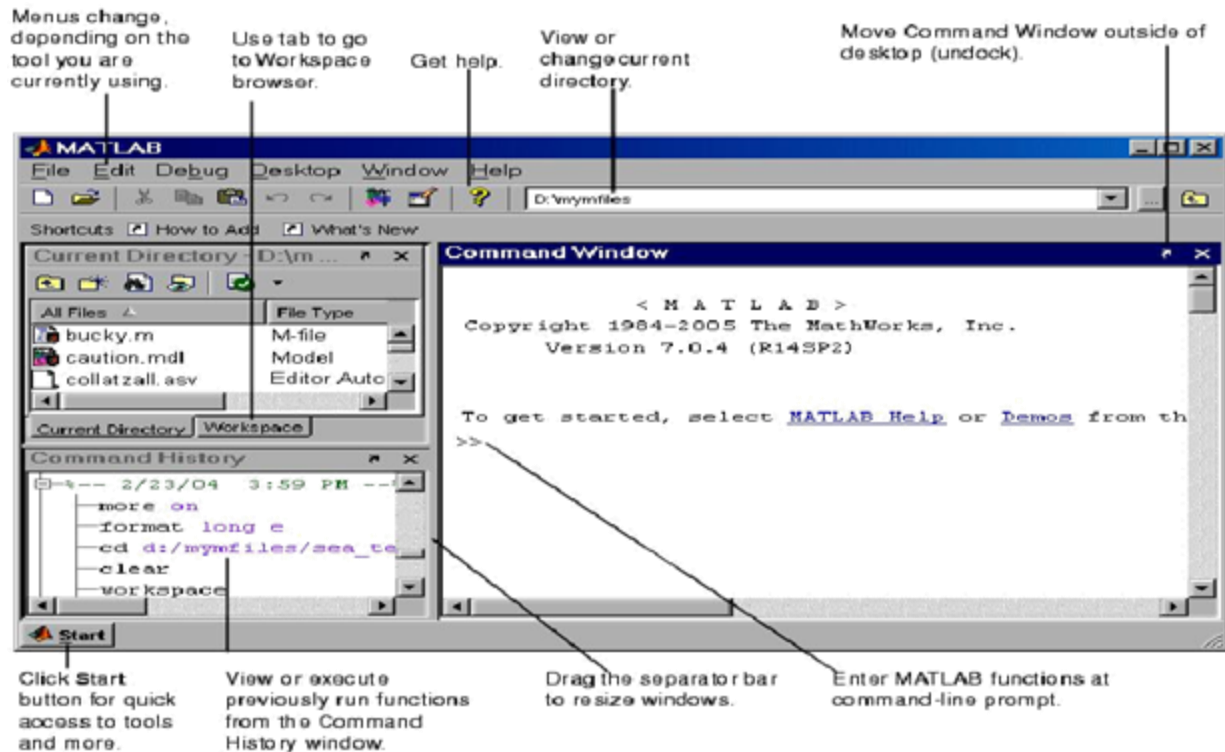 Menus change,
depending on the
tool you are
currently using.
Use tab to go
to Workspace
browser.
Get help.
View or
change current
directory.
Move Command Window outside of
desktop (undock).
MATLAB
File Edit Debug Desktop Window Help
D:\mymfiles
...
Shortcuts How to Add What's New
Current Directory - D:\m ...
All Files File Type
bucky.m M-file
caution.mdl Model
collatzall.asv Editor Auto
Current Directory Workspace
Command History
%-- 2/23/04 3:59 PM --%
more on
format long e
cd d:/mymfiles/sea_te
clear
workspace
Start
Command Window
< M A T L A B >
Copyright 1984-2005 The MathWorks, Inc.
Version 7.0.4 (R14SP2)
To get started, select MATLAB Help or Demos from th
>>
Click Start
button for quick
access to tools
and more.
View or execute
previously run functions
from the Command
History window.
Drag the separator bar
to resize windows.
Enter MATLAB functions at
command-line prompt.